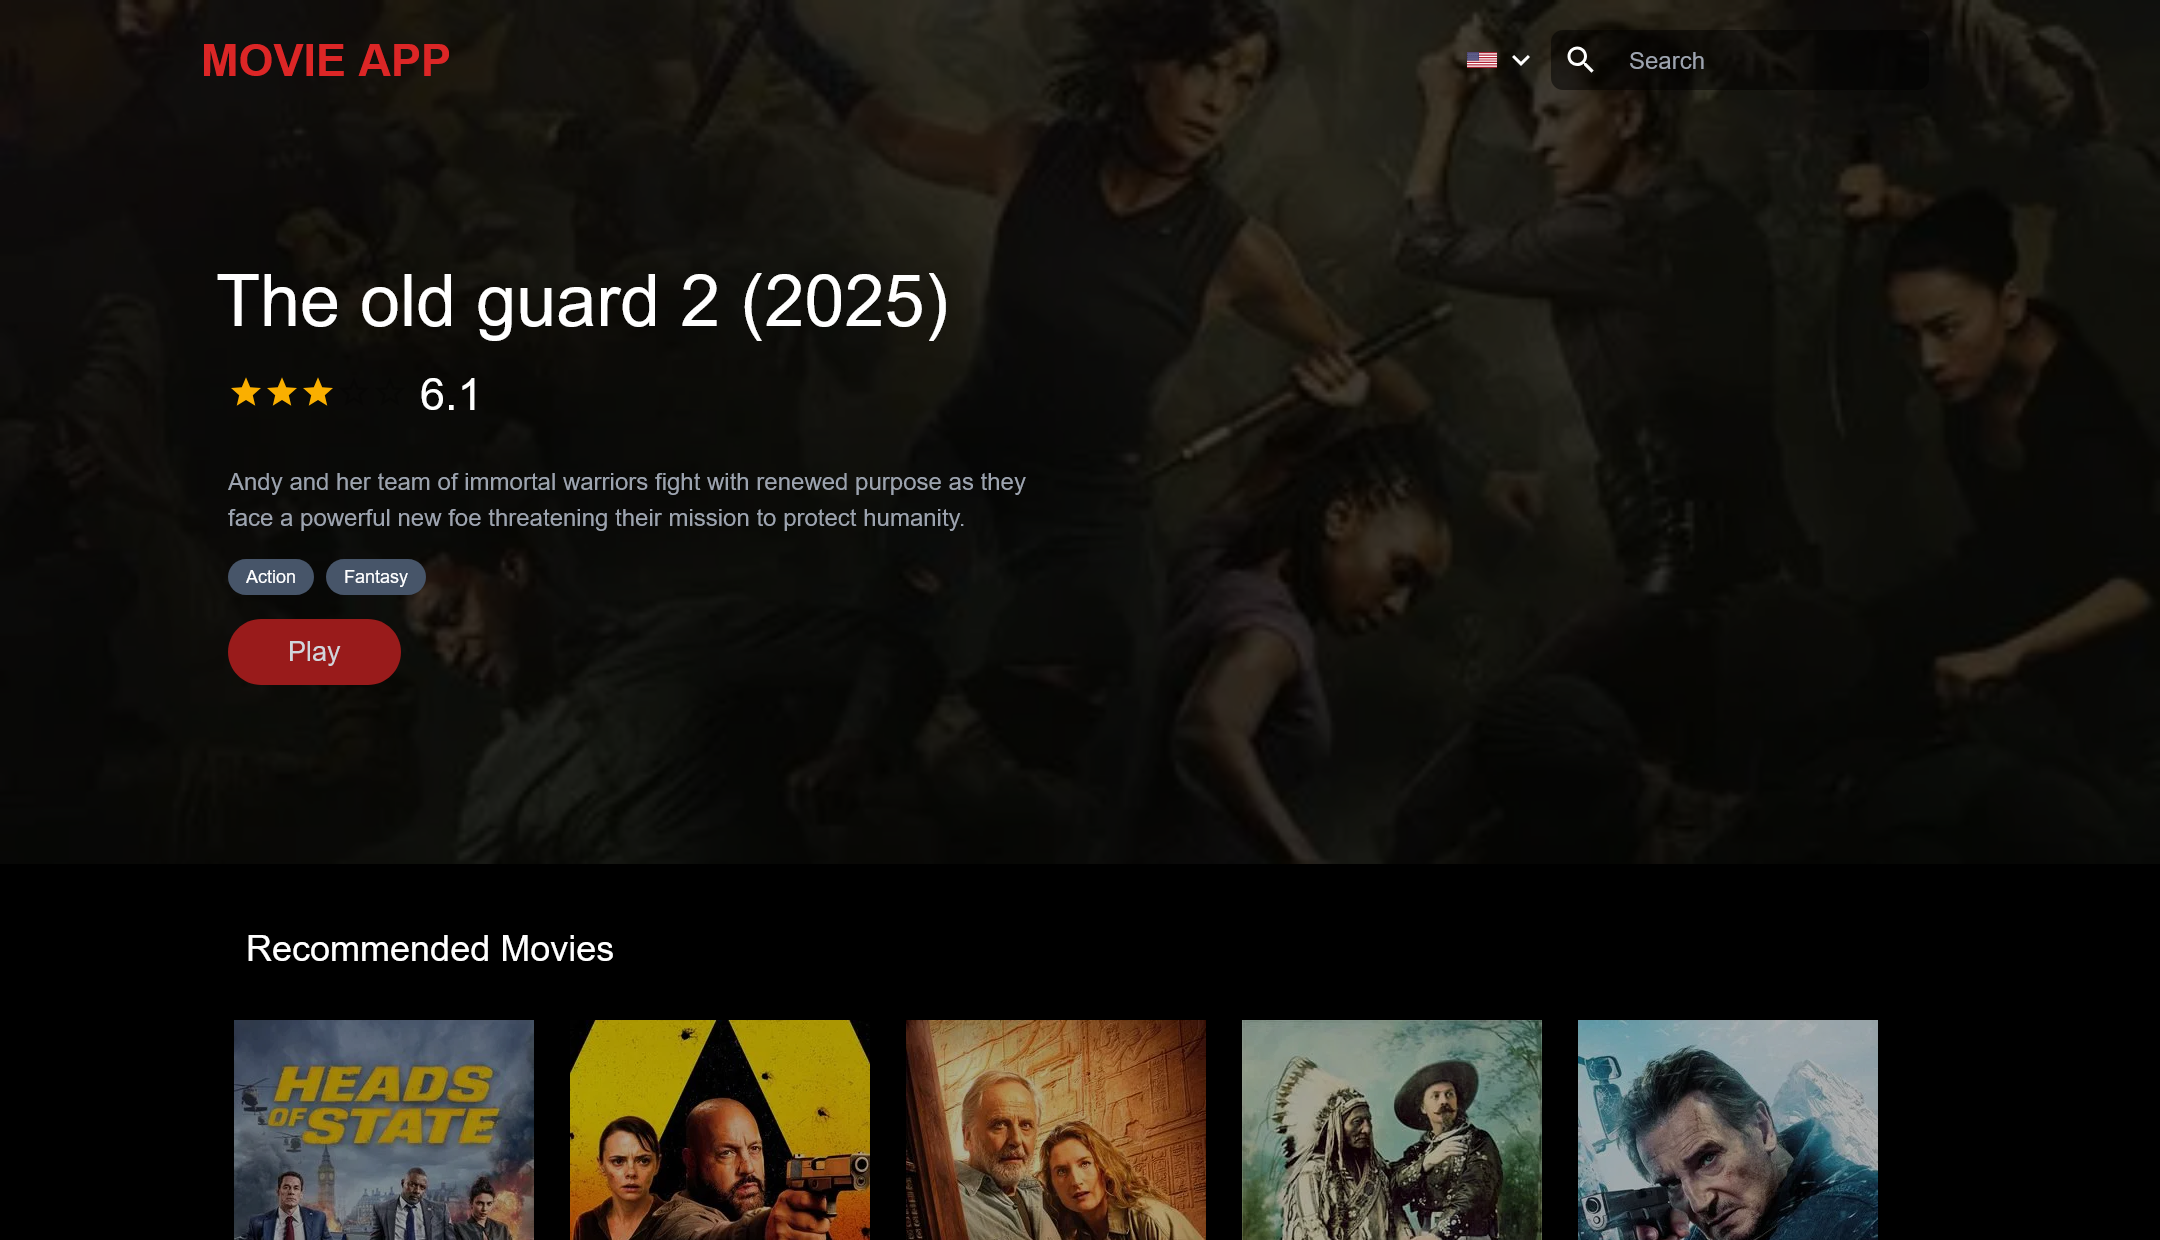 MOVIE APP
Search
The old guard 2 (2025)
6.1
Andy and her team of immortal warriors fight with renewed purpose as they
face a powerful new foe threatening their mission to protect humanity.
Action
Fantasy
Play
Recommended Movies
HEADS
OF STATE